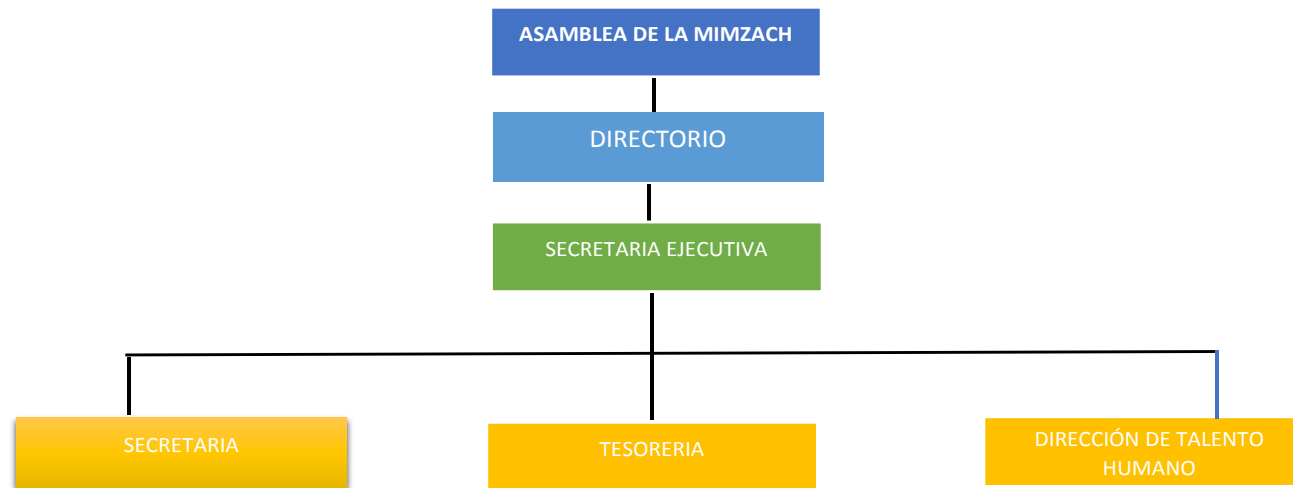 ASAMBLEA DE LA MIMZACH
DIRECTORIO
SECRETARIA EJECUTIVA
SECRETARIA
TESORERIA
DIRECCIÓN DE TALENTO
HUMANO